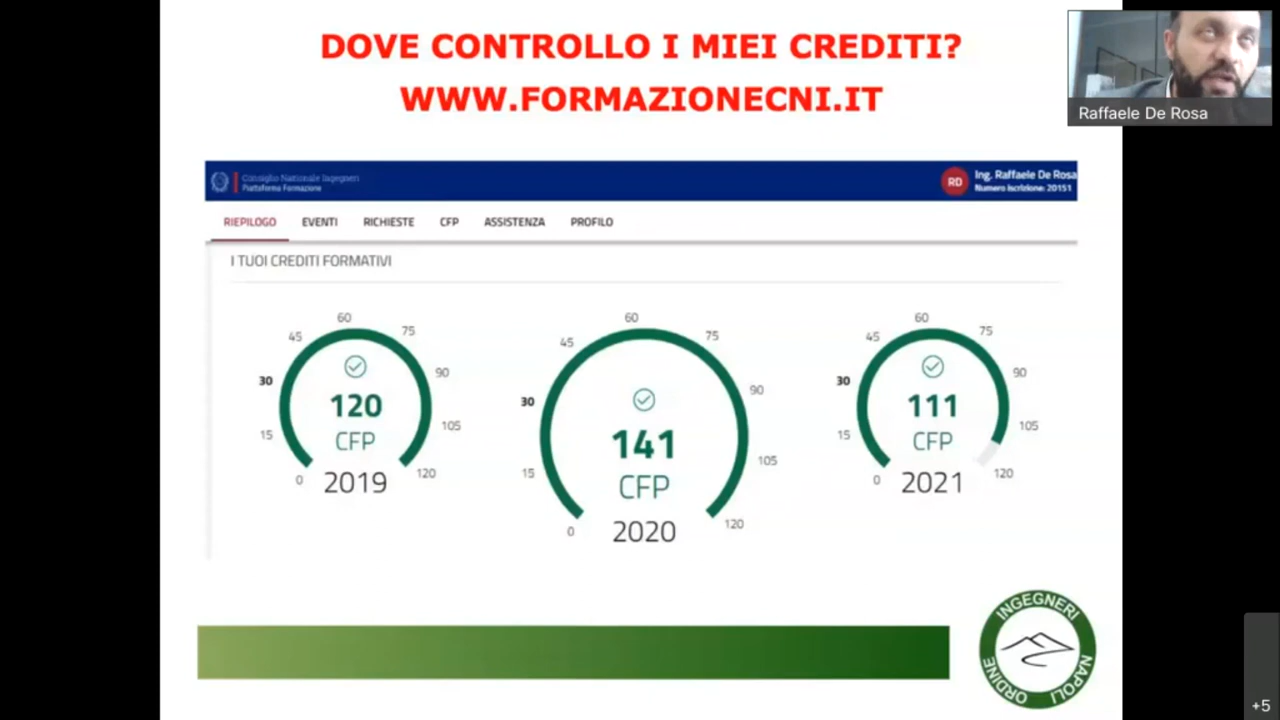 DOVE CONTROLLO I MIEI CREDITI?
WWW.FORMAZIONECNI.IT
Raffaele De Rosa
Consiglio Nazionale Ingegneri
Piattaforma Formazione
RD
Ing. Raffaele De Rosa
Numero Iscrizione: 20151
RIEPILOGO EVENTI RICHIESTE CFP ASSISTENZA PROFILO
I TUOI CREDITI FORMATIVI
0 15 30 45 60 75 90 105 120
120
CFP
2019
0 15 30 45 60 75 90 105 120
141
CFP
2020
0 15 30 45 60 75 90 105 120
111
CFP
2021
ORDINE INGEGNERI NAPOLI
+5